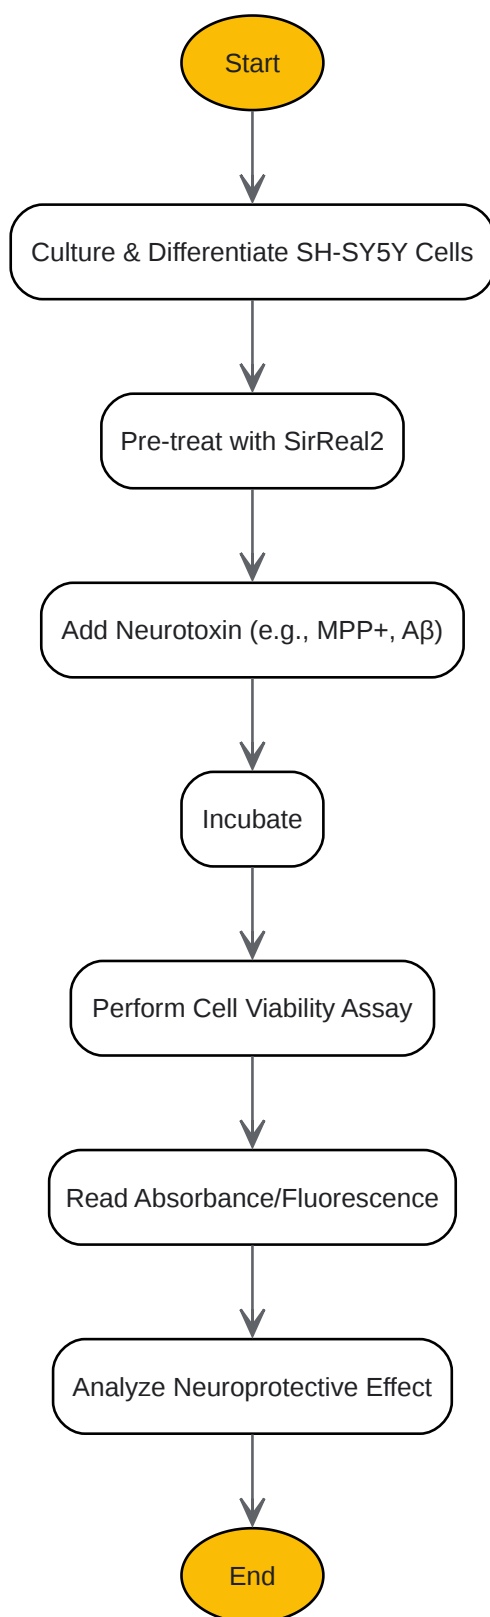 Start
Culture & Differentiate SH-SY5Y Cells
Pre-treat with SirReal2
Add Neurotoxin (e.g., MPP+, Aβ)
Incubate
Perform Cell Viability Assay
Read Absorbance/Fluorescence
Analyze Neuroprotective Effect
End